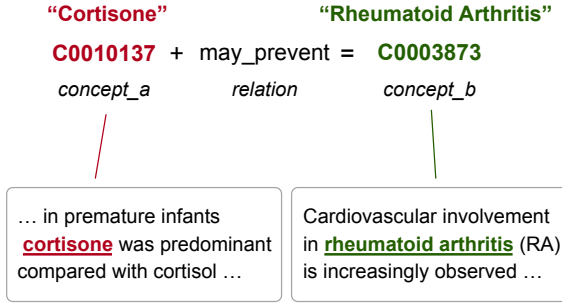 “Cortisone” “Rheumatoid Arthritis”
C0010137 + may_prevent = C0003873
concept_a relation concept_b
… in premature infants
cortisone was predominant
compared with cortisol …
Cardiovascular involvement
in rheumatoid arthritis (RA)
is increasingly observed …